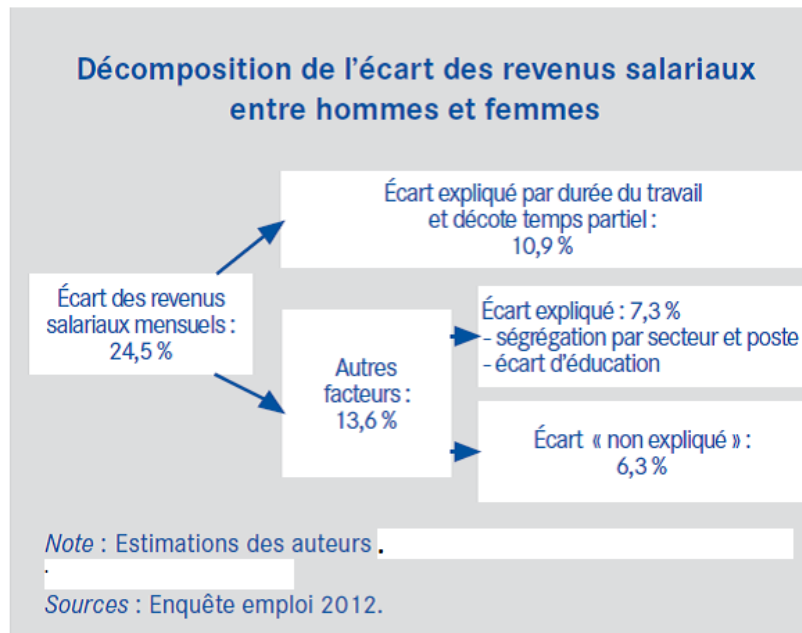 Décomposition de l'écart des revenus salariaux
entre hommes et femmes
Écart expliqué par durée du travail
et décote temps partiel :
10,9 %
Écart des revenus
salariaux mensuels :
24,5 %
Autres
facteurs :
13,6 %
Écart expliqué : 7,3 %
- ségrégation par secteur et poste
- écart d'éducation
Écart « non expliqué » :
6,3 %
Note : Estimations des auteurs .
.
Sources : Enquête emploi 2012.